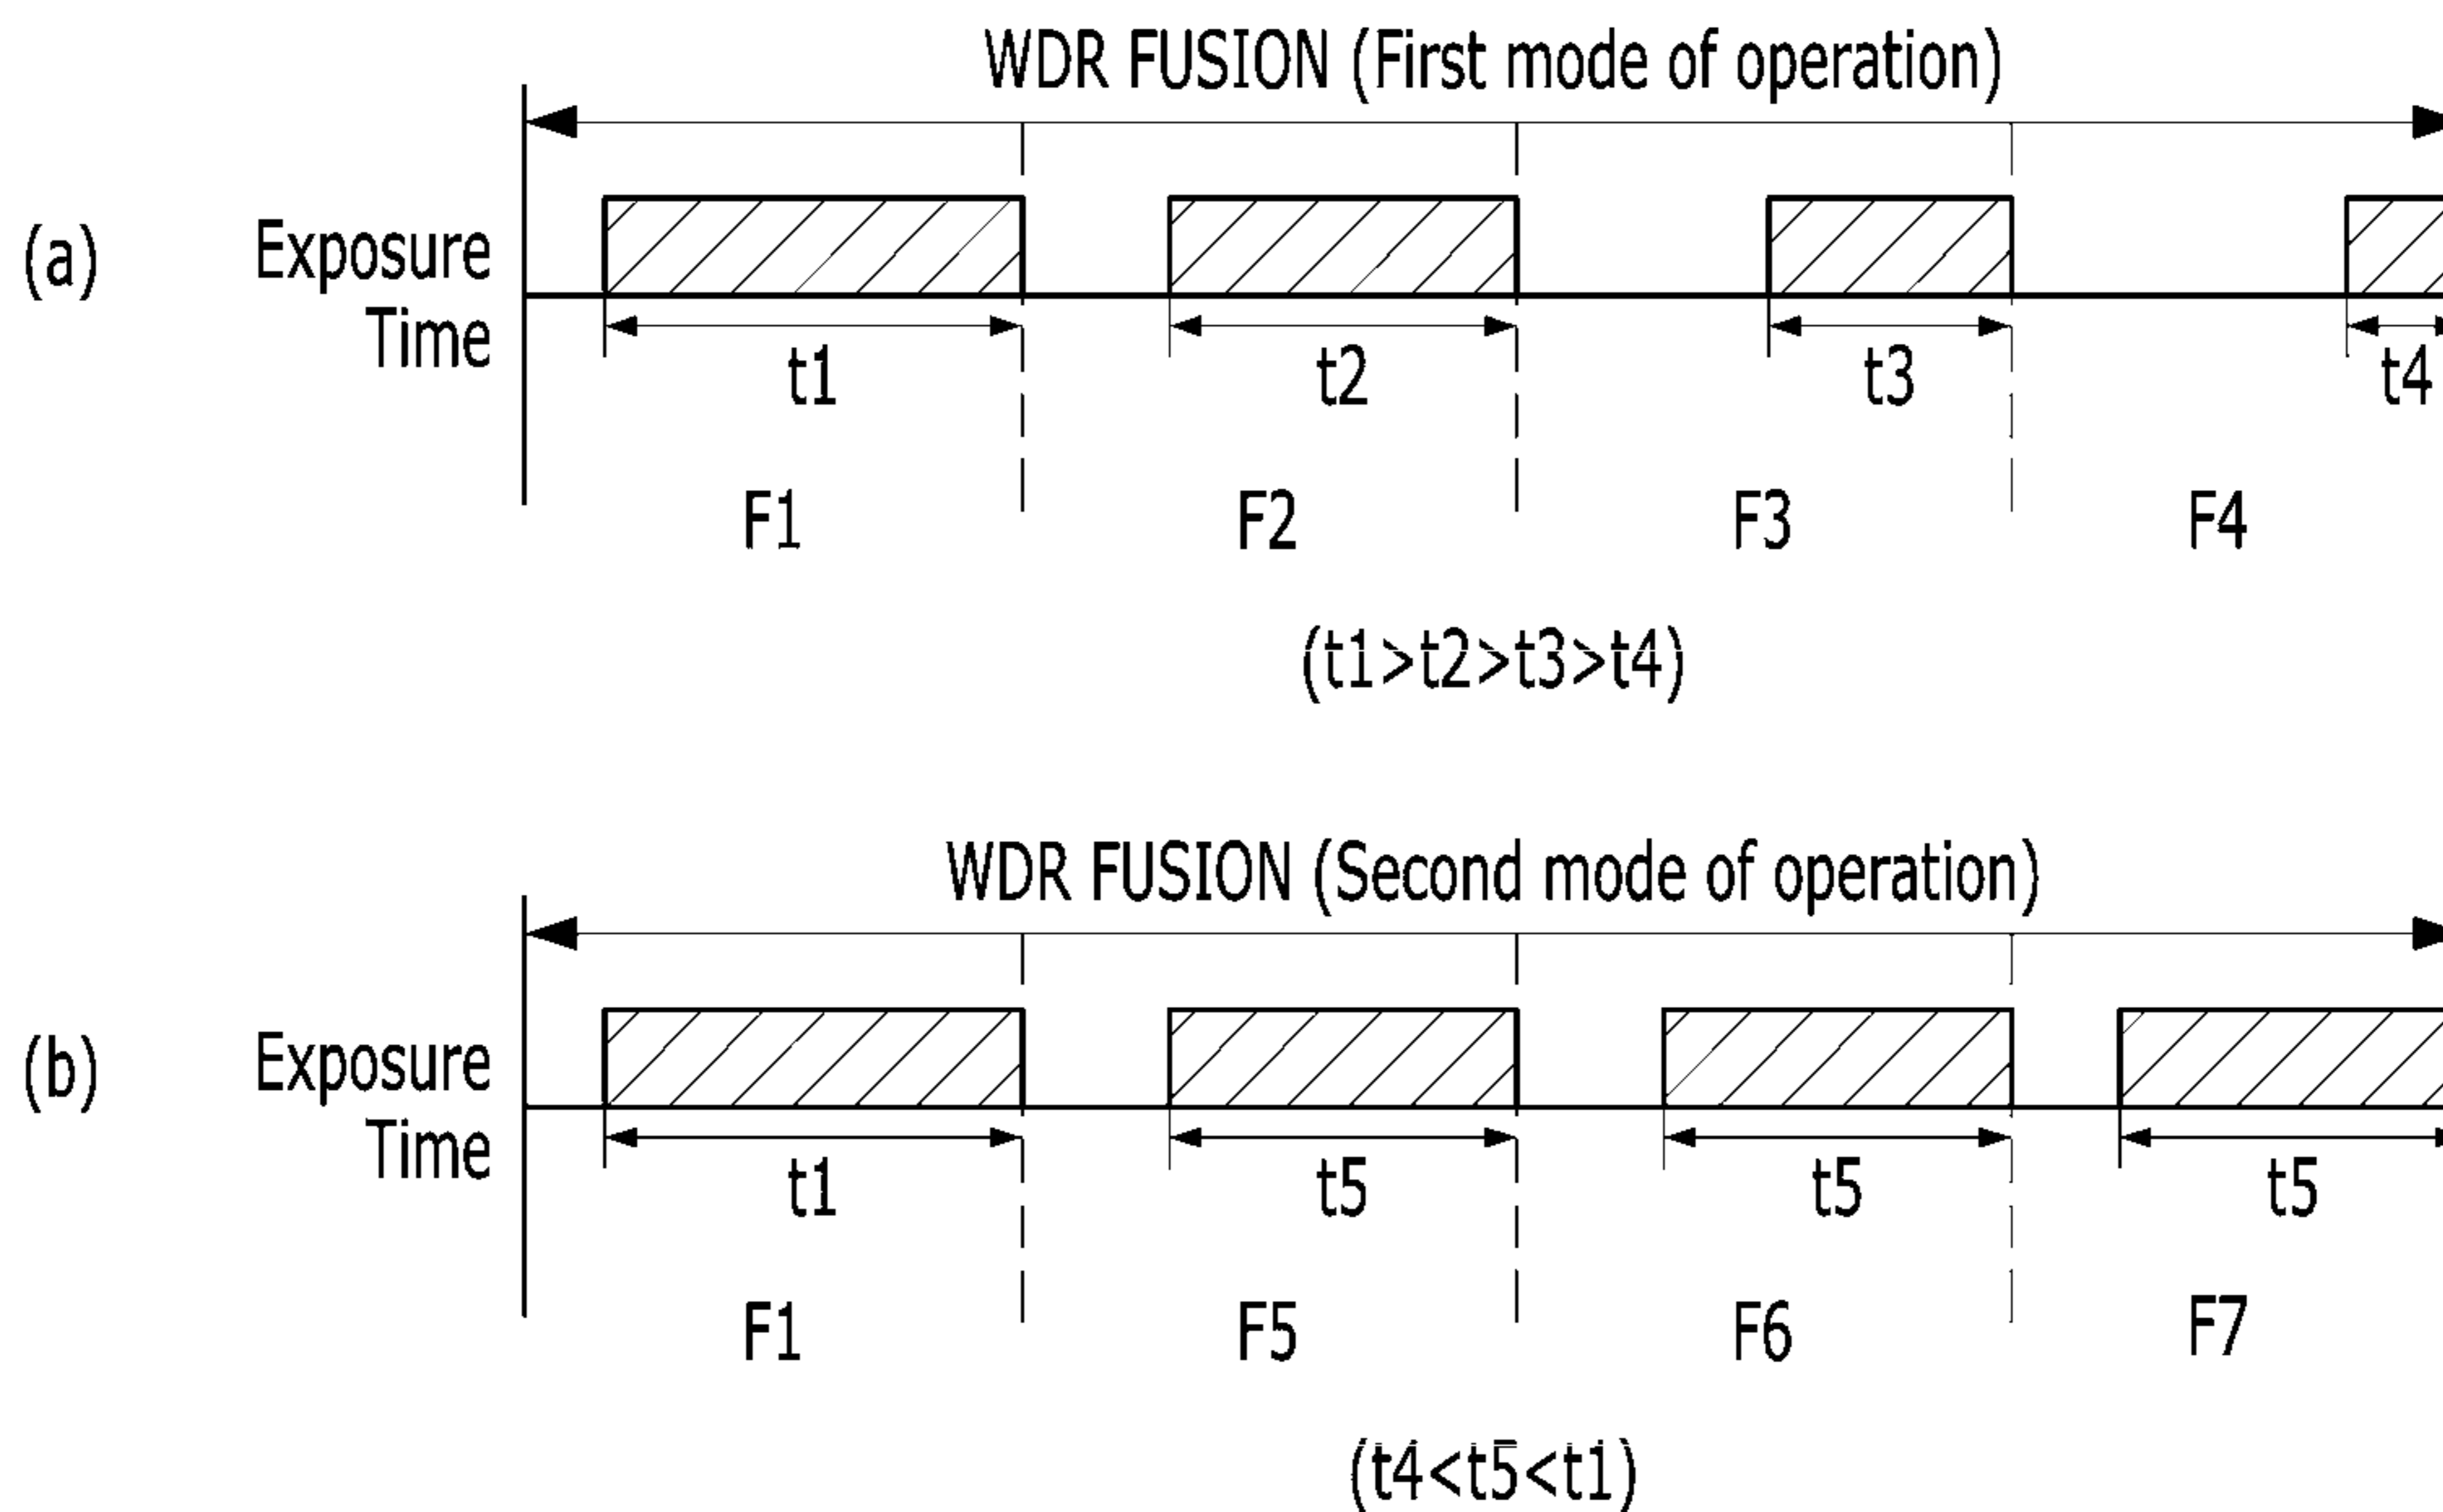 WDR FUSION (First mode of operation)
(a)
Exposure
Time
t1
t2
t3
t4
F1
F2
F3
F4
(t1>t2>t3>t4)
WDR FUSION (Second mode of operation)
(b)
Exposure
Time
t1
t5
t5
t5
F1
F5
F6
F7
(t4<t5<t1)